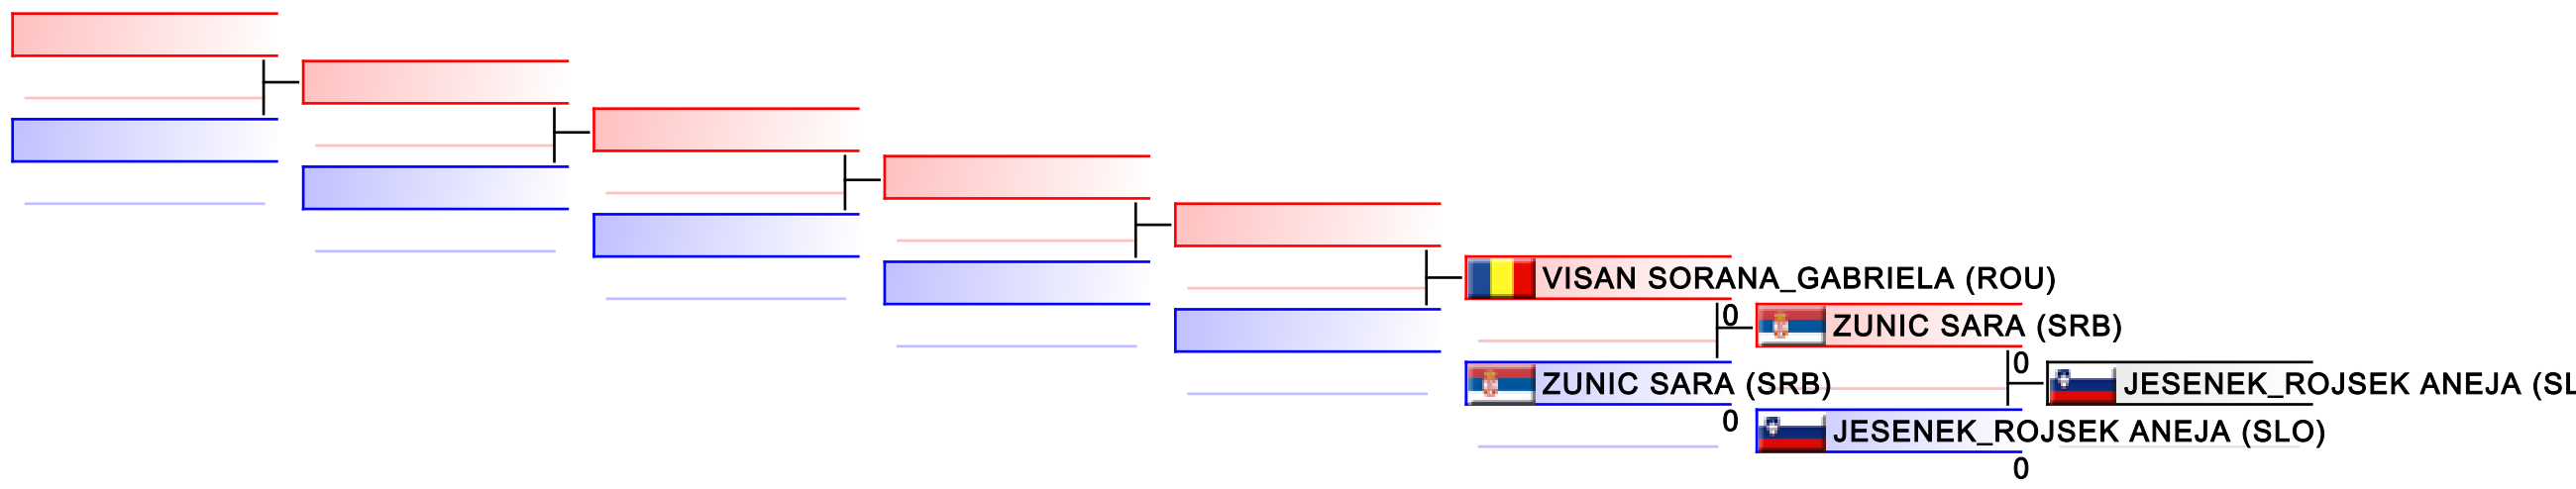 VISAN SORANA_GABRIELA (ROU)
0
ZUNIC SARA (SRB)
0
ZUNIC SARA (SRB)
JESENEK_ROJSEK ANEJA (SL
0
JESENEK_ROJSEK ANEJA (SLO)
0